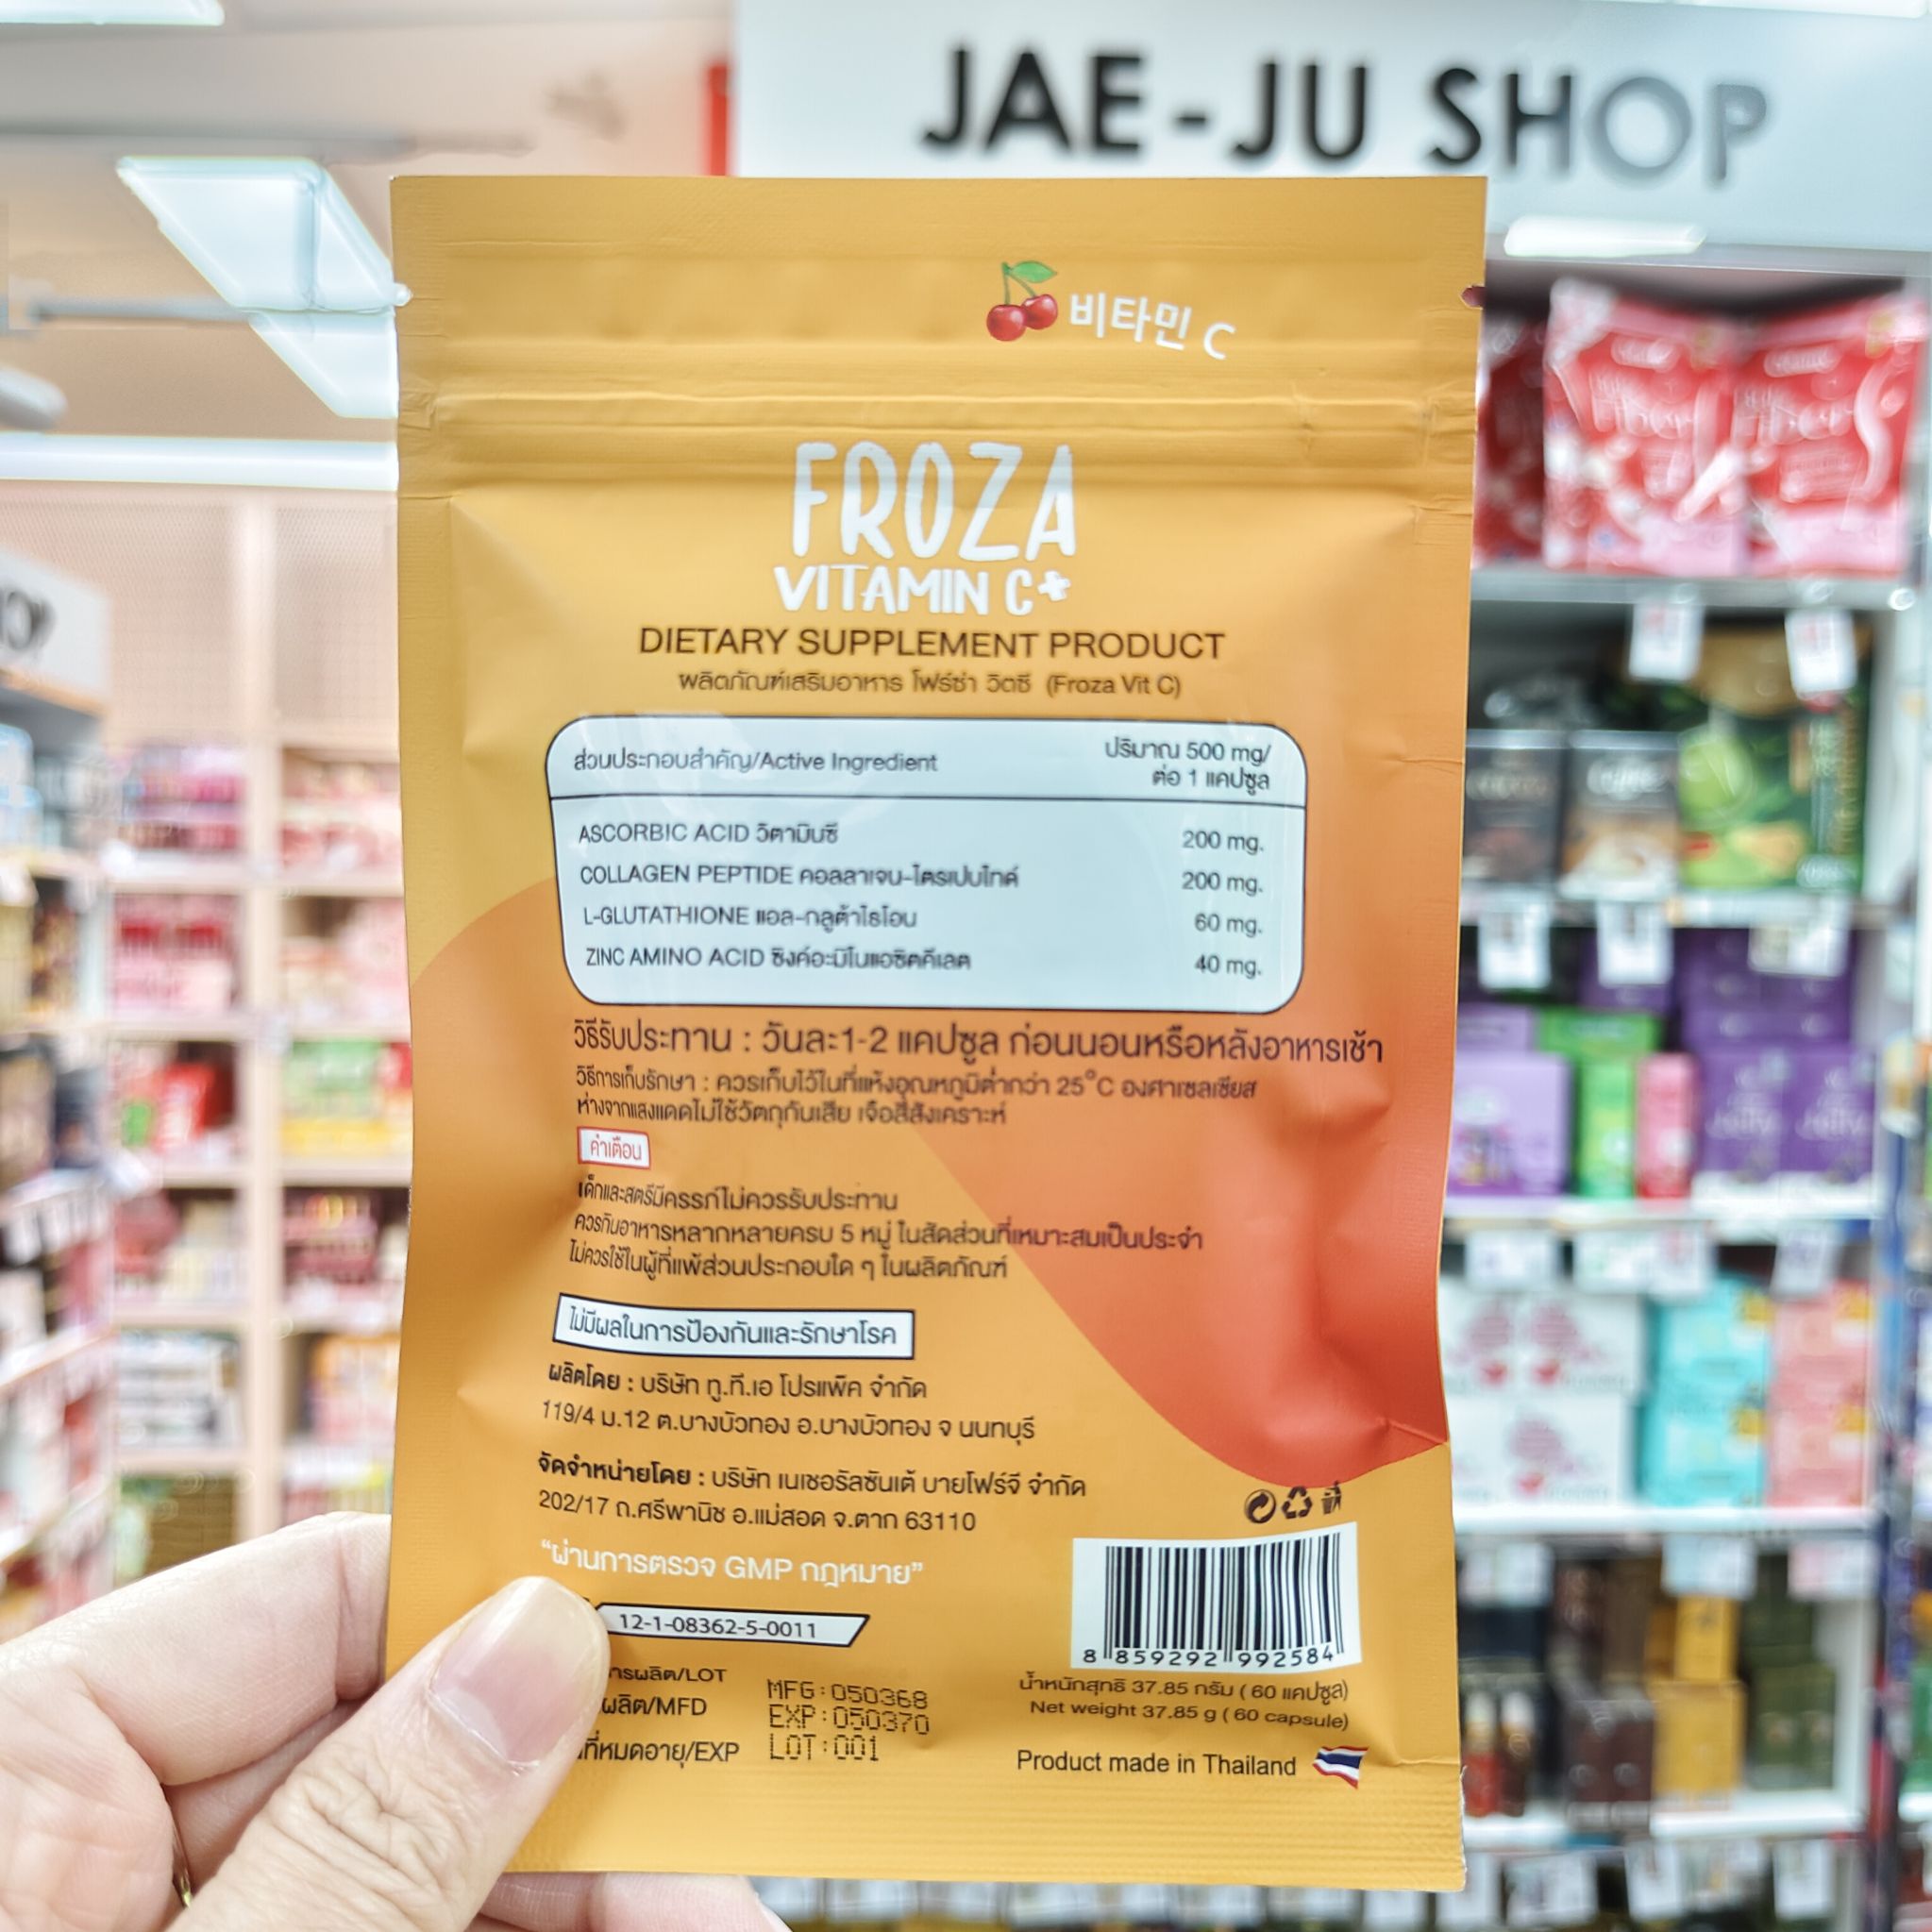 JAE-JU SHOP
비타민 C
FROZA
VITAMIN C+
DIETARY SUPPLEMENT PRODUCT
ผลิตภัณฑ์เสริมอาหาร โฟร์ซ่า วิตซี (Froza Vit C)
ส่วนประกอบสำคัญ/Active Ingredient
ปริมาณ 500 mg/
ต่อ 1 แคปซูล
ASCORBIC ACID วิตามินซี 200 mg.
COLLAGEN PEPTIDE คอลลาเจน-ไตรเปปไทด์ 200 mg.
L-GLUTATHIONE แอล-กลูต้าไธโอน 60 mg.
ZINC AMINO ACID ซิงค์อะมิโนแอซิดคีเลต 40 mg.
วิธีรับประทาน : วันละ1-2 แคปซูล ก่อนนอนหรือหลังอาหารเช้า
วิธีการเก็บรักษา : ควรเก็บไว้ในที่แห้งอุณหภูมิต่ำกว่า 25°C องศาเซลเซียส
ห่างจากแสงแดดไม่ใช้วัตถุกันเสีย เจือสีสังเคราะห์
คำเตือน
เด็กและสตรีมีครรภ์ไม่ควรรับประทาน
ควรกินอาหารหลากหลายครบ 5 หมู่ ในสัดส่วนที่เหมาะสมเป็นประจำ
ไม่ควรใช้ในผู้ที่แพ้ส่วนประกอบใด ๆ ในผลิตภัณฑ์
ไม่มีผลในการป้องกันและรักษาโรค
ผลิตโดย : บริษัท ทู.ที.เอ โปรแพ็ค จำกัด
119/4 ม.12 ต.บางบัวทอง อ.บางบัวทอง จ นนทบุรี
จัดจำหน่ายโดย : บริษัท เนเชอรัลซันเต้ บายโฟร์จี จำกัด
202/17 ถ.ศรีพานิช อ.แม่สอด จ.ตาก 63110
“ผ่านการตรวจ GMP กฎหมาย”
12-1-08362-5-0011
8 859292 992584
ารผลิต/LOT
ผลิต/MFD
ที่หมดอายุ/EXP
MFG:050368
EXP:050370
LOT:001
น้ำหนักสุทธิ 37.85 กรัม ( 60 แคปซูล)
Net weight 37.85 g ( 60 capsule)
Product made in Thailand